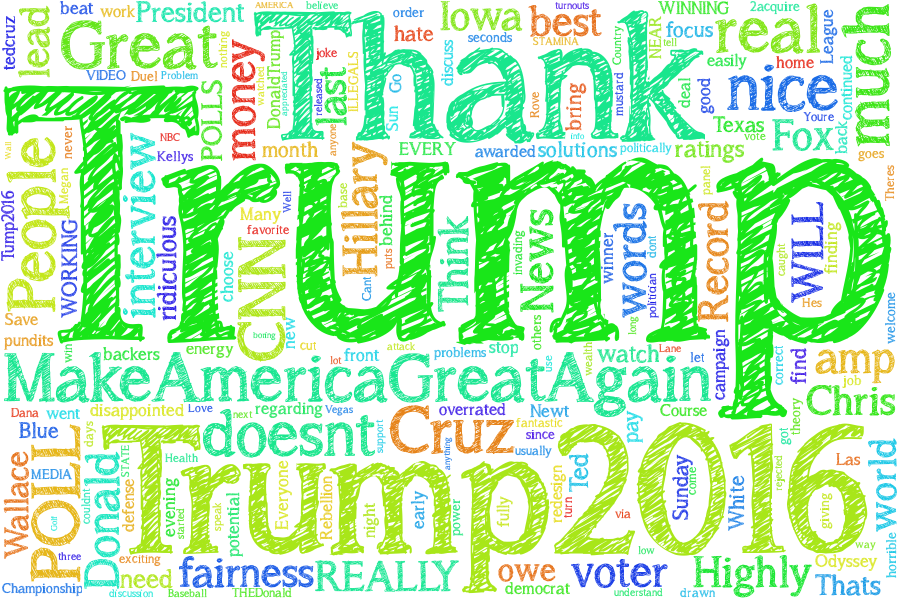 tedcruz
lead
beat
work
President
Great
VIDEO
Duel
Problem
nothing
AMERICA
believe
order
hate
seconds
turnouts
2acquire
Iowa
best
STAMINA
WINNING
focus
NEAR
tell
real
easily
home
League
continued
much
money
watching
DonaldTrump
appreciated
joke
released
last
anyone
ILLEGALS
Sun
Go
discuss
Thank
Rove
bring
into
mustard
Country
deal
good
nice
Texas
vote
Fox
Youre
back
goes
Theres
Wall
People
never
Megan
NBC
Kellys
POLLS
month
EVERY
awarded
solutions
politically
ratings
Trump
Tump2016
WORKING
interview
ridiculous
choose
Many
favorite
Well
base
Hillary
Cant
puts
behind
CNN
boring
new
Think
invading
News
others
winner
words
long
dont
politician
Record
panel
caught
WILL
Hes
finding
welcome
Save
pundits
win
backers
energy
cut
lot
front
attack
problems
stop
use
wealth
watch
Lane
let
campaign
correct
find
job
amp
MakeAmericaGreatAgain
Chris
Dana
went
disappointed
Love
next
regarding
Vegas
support
doesnt
Cruz
anything
overrated
since
usually
Newt
fantastic
pay
Course
theory
got
Wallace
Blue
MEDIA
POLL
Golf
three
days
couldnt
Donald
STATE
defense
Health
evening
started
speak
potential
Everyone
Rebellion
night
early
power
fully
redesign
turn
Ted
via
low
Sunday
come
White
rejected
Las
giving
way
world
horrible
Trump2016
Championship
discussion
exciting
need
Baseball
fairness
THEDonald
REALLY
owe
democrat
voter
understand
drawn
Highly
Odyssey
Thats